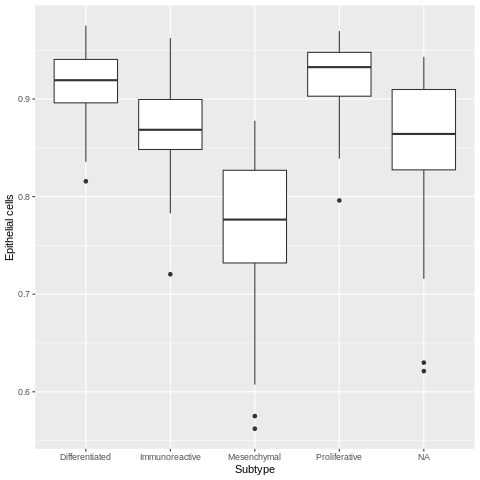 Epithelial cells
0.9
0.8
0.7
0.6
Differentiated Immunoreactive Mesenchymal Proliferative NA
Subtype